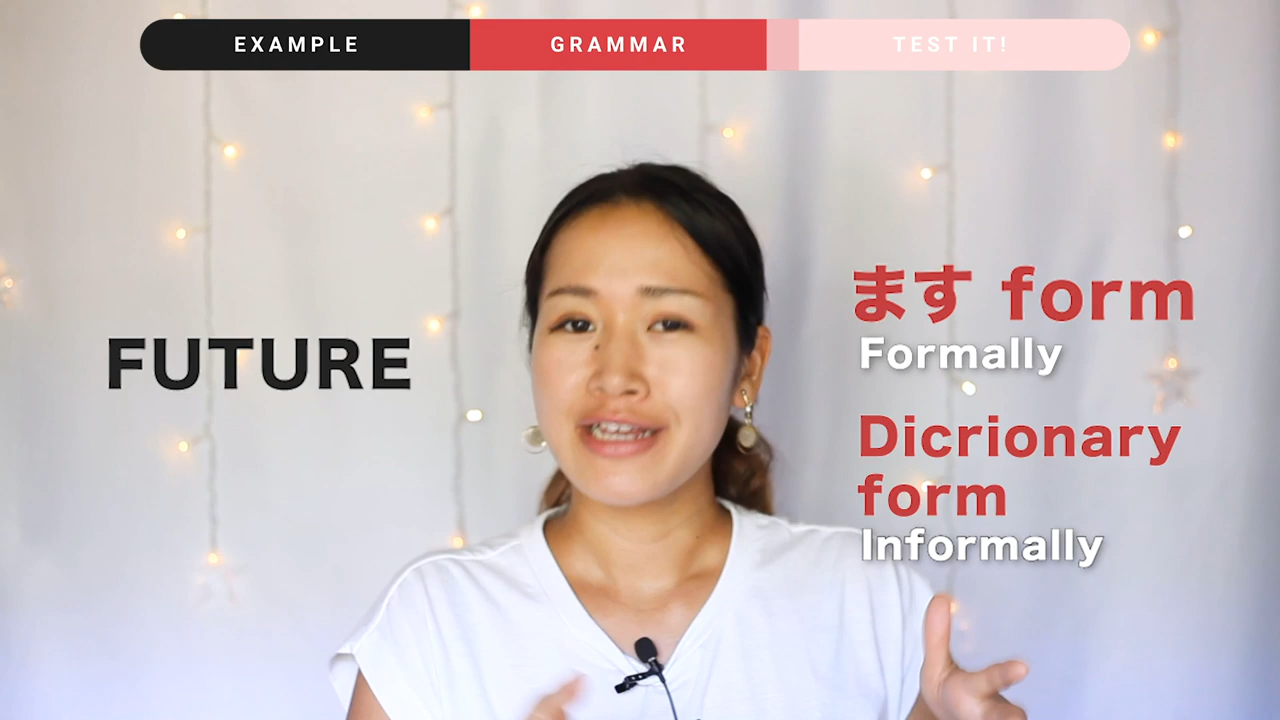 EXAMPLE GRAMMAR TEST IT!
FUTURE
ます form
Formally
Dicrionary
form
Informally